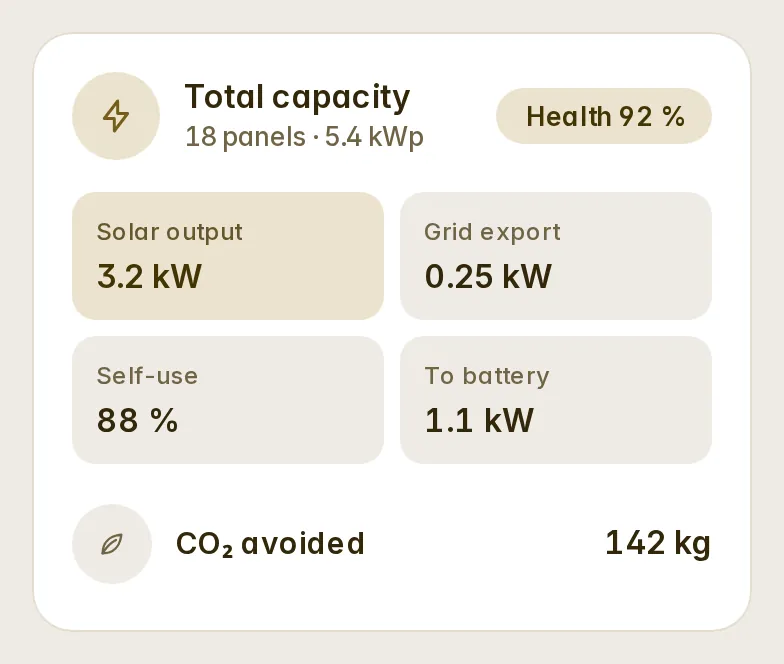 Total capacity
18 panels · 5.4 kWp
Health 92 %
Solar output
3.2 kW
Grid export
0.25 kW
Self-use
88 %
To battery
1.1 kW
CO₂ avoided
142 kg